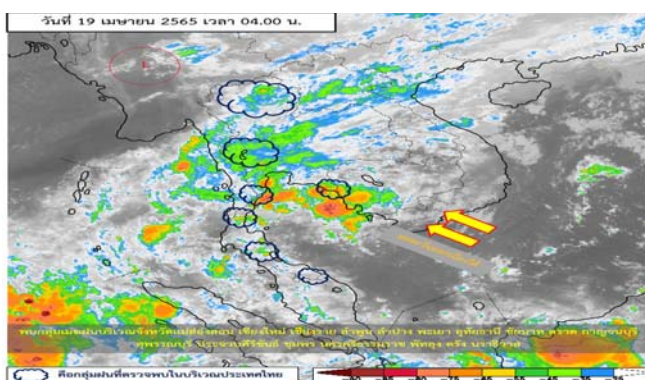 วันที่ 19 เมษายน 2565 เวลา 04.00 น.
L
พบกลุ่มเมฆฝนบริเวณจังหวัดแม่ฮ่องสอน เชียงใหม่ เชียงราย ลำพูน ลำปาง พะเยา อุทัยธานี ชัยนาท ตราด กาญจนบุรี
สุพรรณบุรี ประจวบคีรีขันธ์ ชุมพร นครศรีธรรมราช พัทลุง ตรัง นราธิวาส
คือกลุ่มฝนที่ตรวจพบในบริเวณประเทศไทย